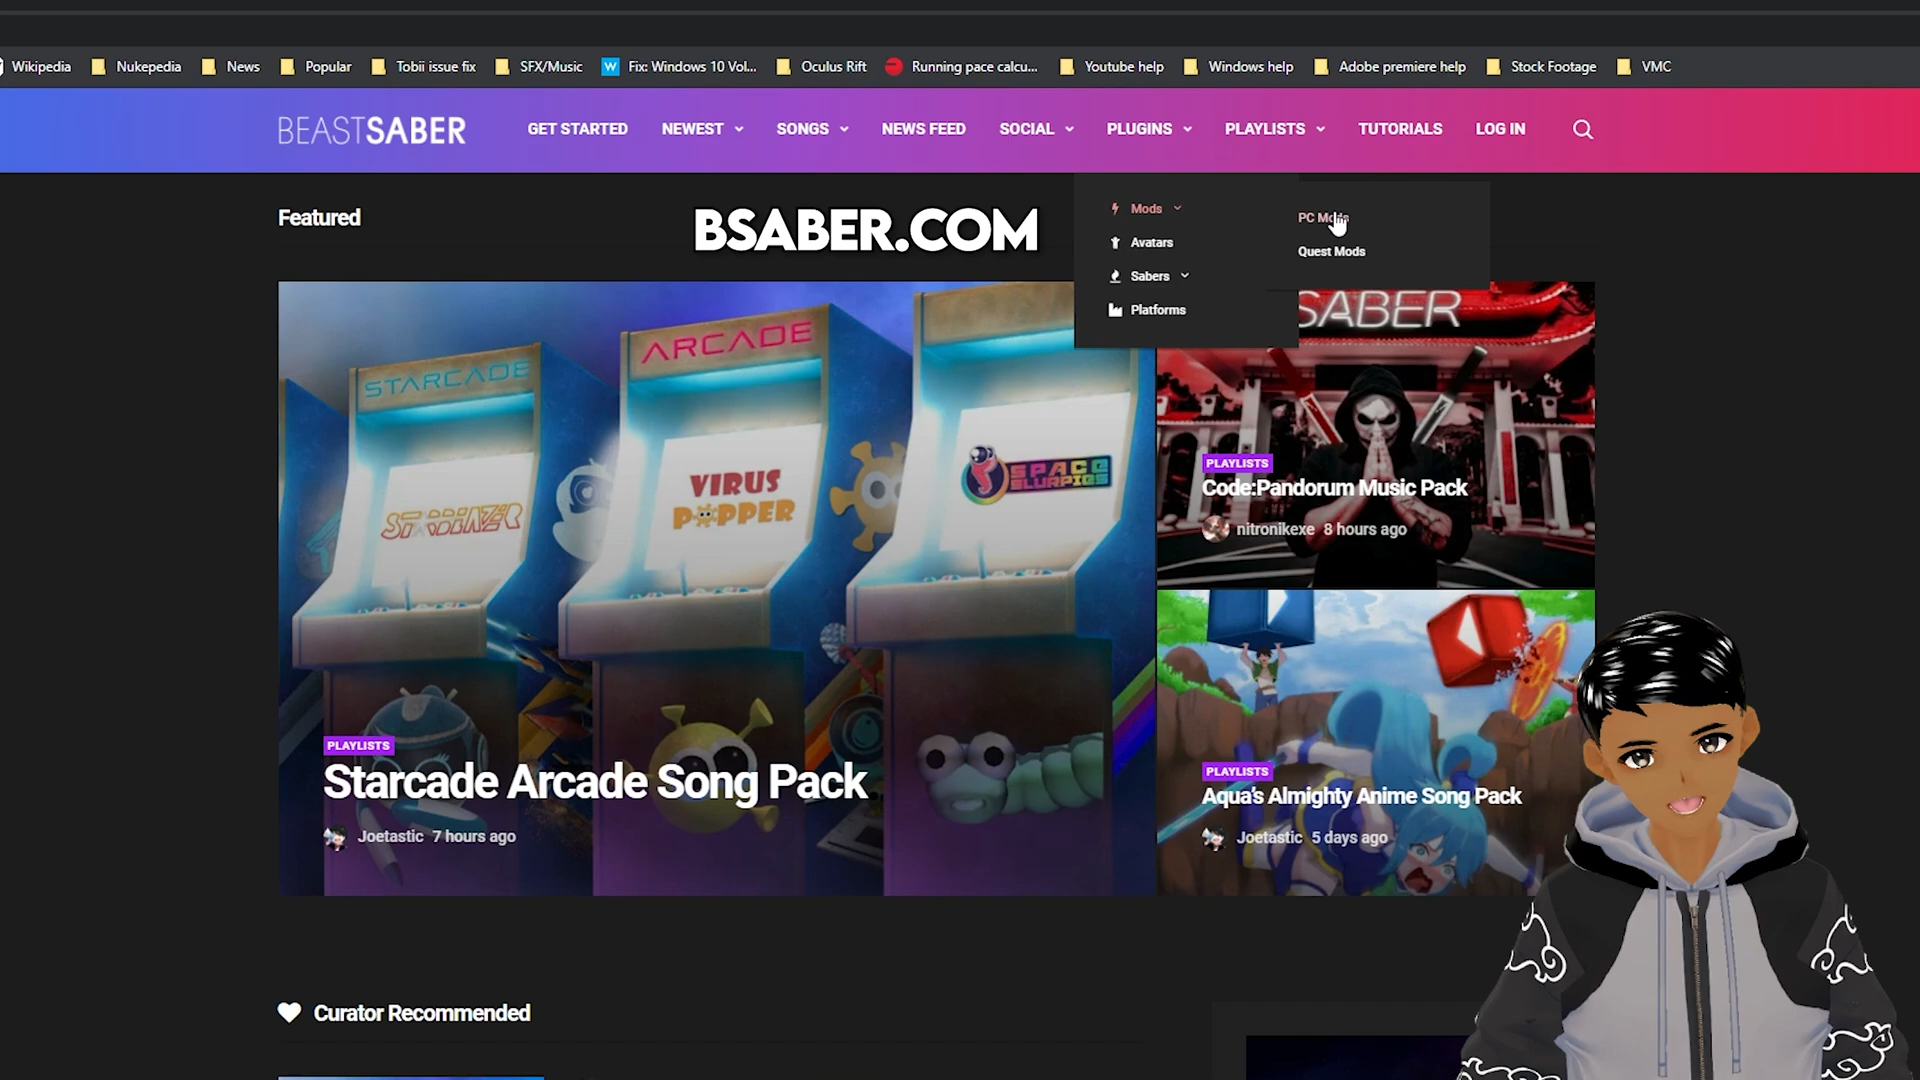 Wikipedia Nukepedia News Popular Tobii issue fix SFX/Music W Fix: Windows 10 Vol... Oculus Rift Running pace calcu... Youtube help Windows help Adobe premiere help Stock Footage VMC
BEASTSABER GET STARTED NEWEST SONGS NEWS FEED SOCIAL PLUGINS PLAYLISTS TUTORIALS LOG IN
Featured
BSABER.COM
Mods
Avatars
Sabers
Platforms
PC Mods
Quest Mods
STARCADE
ARCADE
STARBLAZER
VIRUS
POPPER
SPACE
SLURPIES
PLAYLISTS
Starcade Arcade Song Pack
Joetastic 7 hours ago
SABER
PLAYLISTS
Code:Pandorum Music Pack
nitronikexe 8 hours ago
PLAYLISTS
Aqua's Almighty Anime Song Pack
Joetastic 5 days ago
Curator Recommended